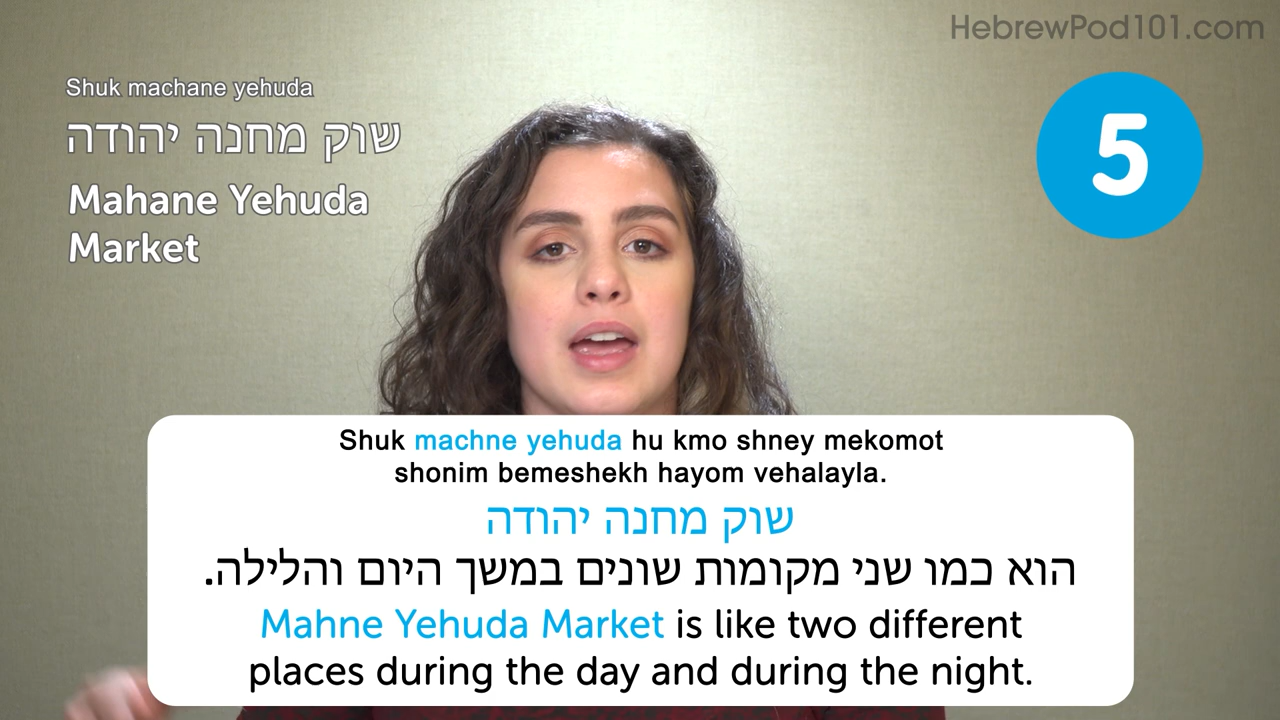 HebrewPod101.com
Shuk machane yehuda
שוק מחנה יהודה
Mahane Yehuda
Market
5
Shuk machne yehuda hu kmo shney mekomot
shonim bemeshekh hayom vehalayla.
שוק מחנה יהודה
הוא כמו שני מקומות שונים במשך היום והלילה.
Mahne Yehuda Market is like two different
places during the day and during the night.